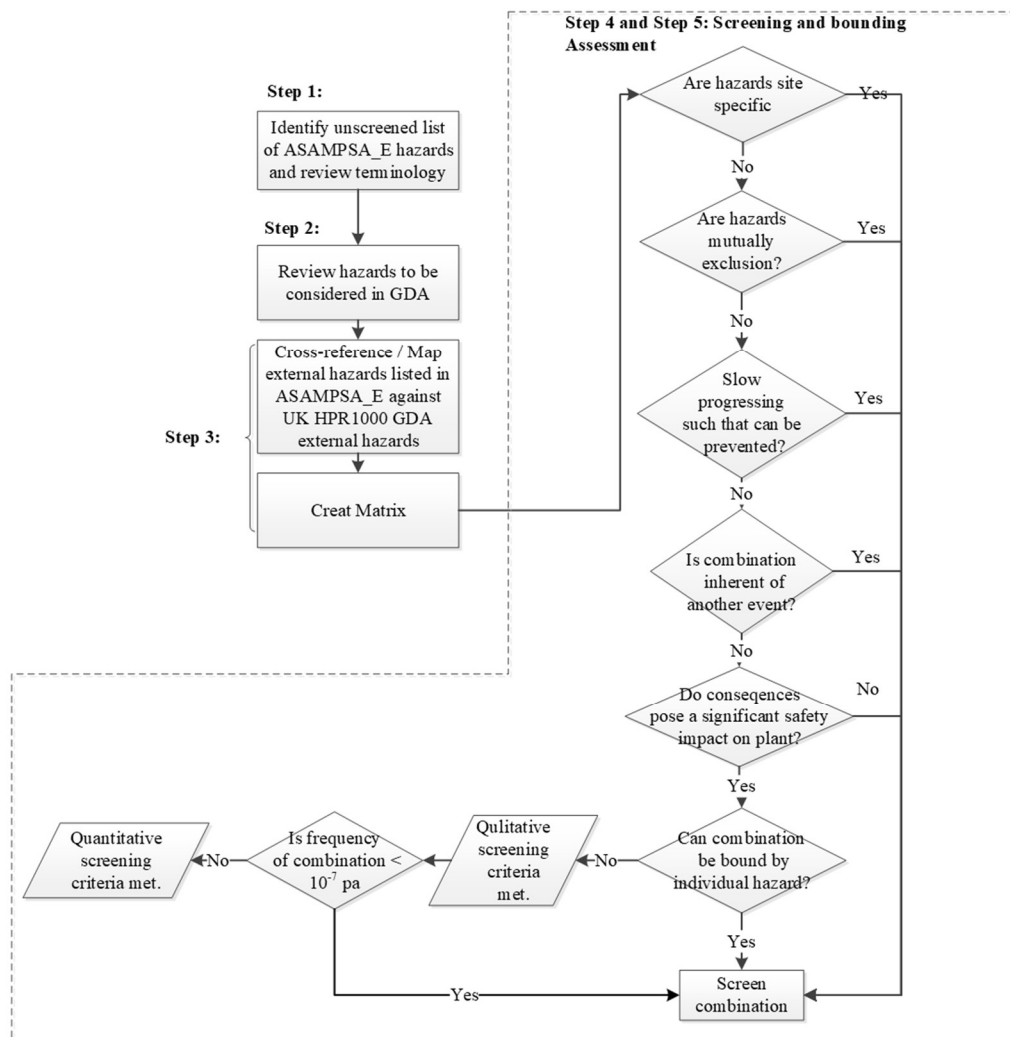 Step 4 and Step 5: Screening and bounding
Assessment
Step 1:
Identify unscreened list
of ASAMPSA_E hazards
and review terminology
Step 2:
Review hazards to be
considered in GDA
Step 3:
Cross-reference / Map
external hazards listed in
ASAMPSA_E against
UK HPR1000 GDA
external hazards
Creat Matrix
Are hazards site
specific
Yes
No
Are hazards
mutually
exclusion?
Yes
No
Slow
progressing
such that can be
prevented?
Yes
No
Is combination
inherent of
another event?
Yes
No
Do conseqences
pose a significant safety
impact on plant?
No
Yes
Can combination
be bound by
individual hazard?
No
Qulitative
screening
criteria
met.
Is frequency
of combination <
10⁻⁷ pa
No
Quantitative
screening
criteria met.
Yes
Yes
Screen
combination